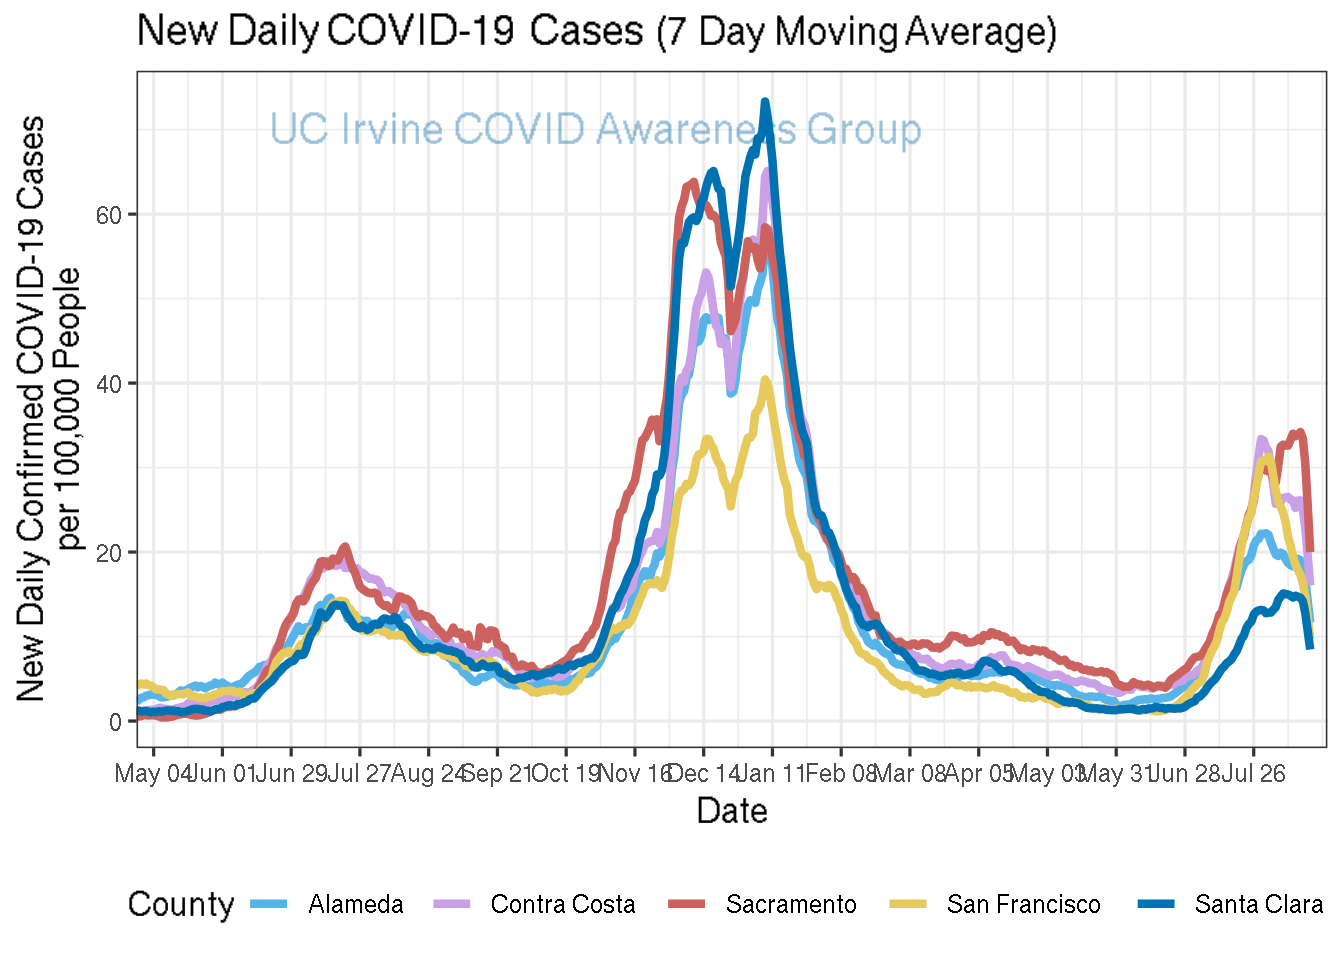 New Daily COVID-19 Cases (7 Day Moving Average)
UC Irvine COVID Awareness Group
New Daily Confirmed COVID-19 Cases
per 100,000 People
60
40
20
0
May 04 Jun 01 Jun 29 Jul 27 Aug 24 Sep 21 Oct 19 Nov 16 Dec 14 Jan 11 Feb 08 Mar 08 Apr 05 May 03 May 31 Jun 28 Jul 26
Date
County Alameda Contra Costa Sacramento San Francisco Santa Clara